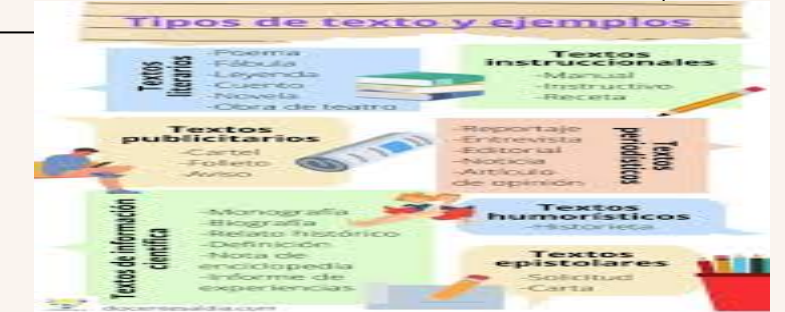 Tipos de texto y ejemplos
Textos
literarios
-Poema
-Fábula
-Leyenda
-Cuento
-Novela
-Obra de teatro
Textos
instruccionales
-Manual
-Instructivo
-Receta
Textos
publicitarios
-Cartel
-Folleto
-Aviso
-Reportaje
-Entrevista
-Editorial
-Noticia
-Artículo
de opinión
Textos
periodísticos
Textos de información
científica
-Monografía
-Biografía
-Relato histórico
-Definición
-Nota de
enciclopedia
-Informe de
experiencias
Textos
humorísticos
-Historieta
Textos
epistolares
-Solicitud
-Carta